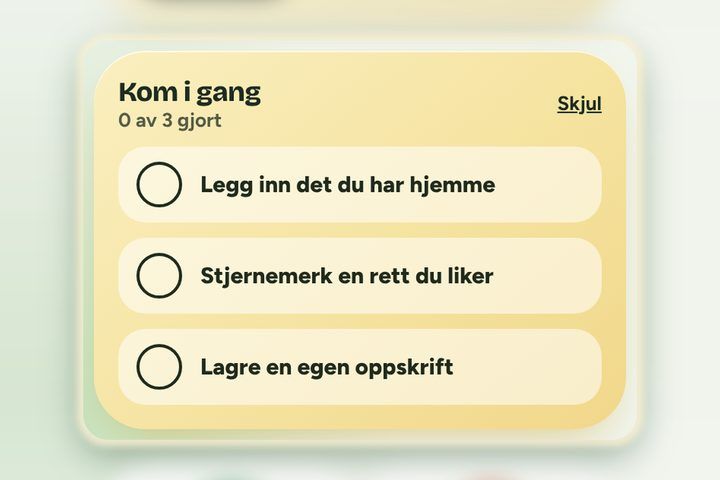 Kom i gang
0 av 3 gjort
Skjul
Legg inn det du har hjemme
Stjernemerk en rett du liker
Lagre en egen oppskrift